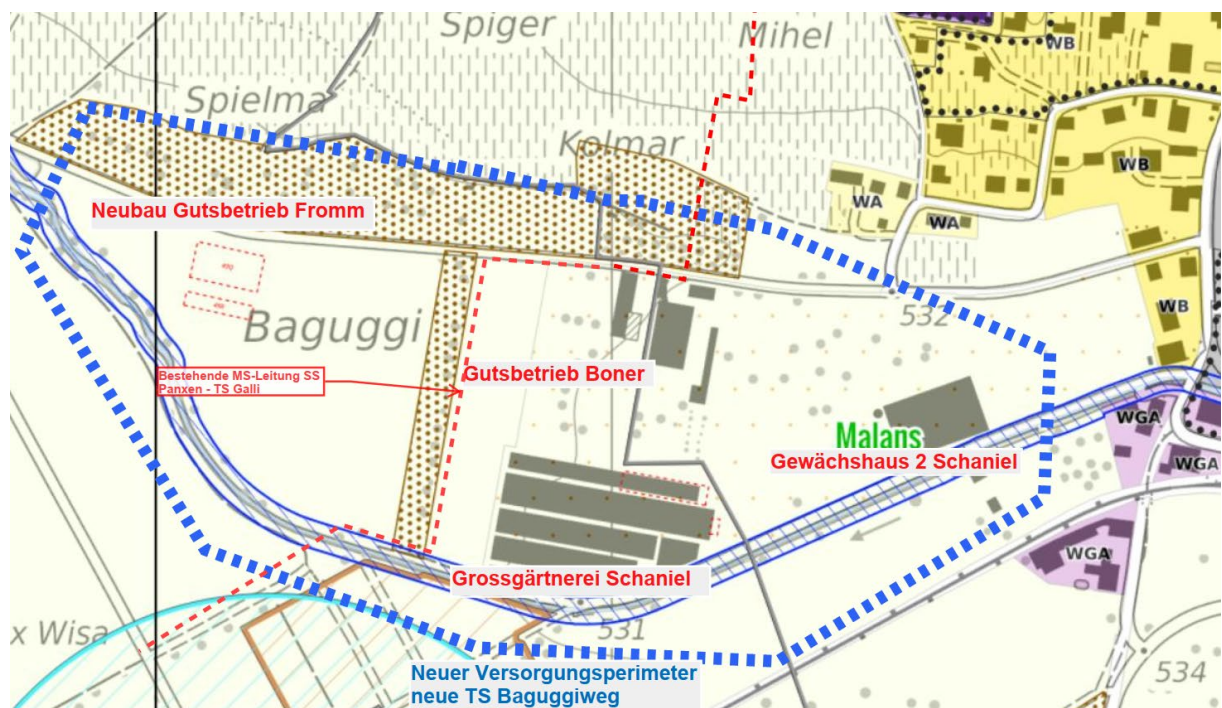 Spiger
Mihel
WB
Spielma
Kolmar
WB
WA
WA
Neubau Gutsbetrieb Fromm
490
Baguggi
532
WB
Bestehende MS-Leitung SS
Panxen - TS Galli
Gutsbetrieb Boner
Malans
WGA
Gewächshaus 2 Schaniel
WGA
WGA
Grossgärtnerei Schaniel
x Wisa
531
534
Neuer Versorgungsperimeter
neue TS Baguggiweg